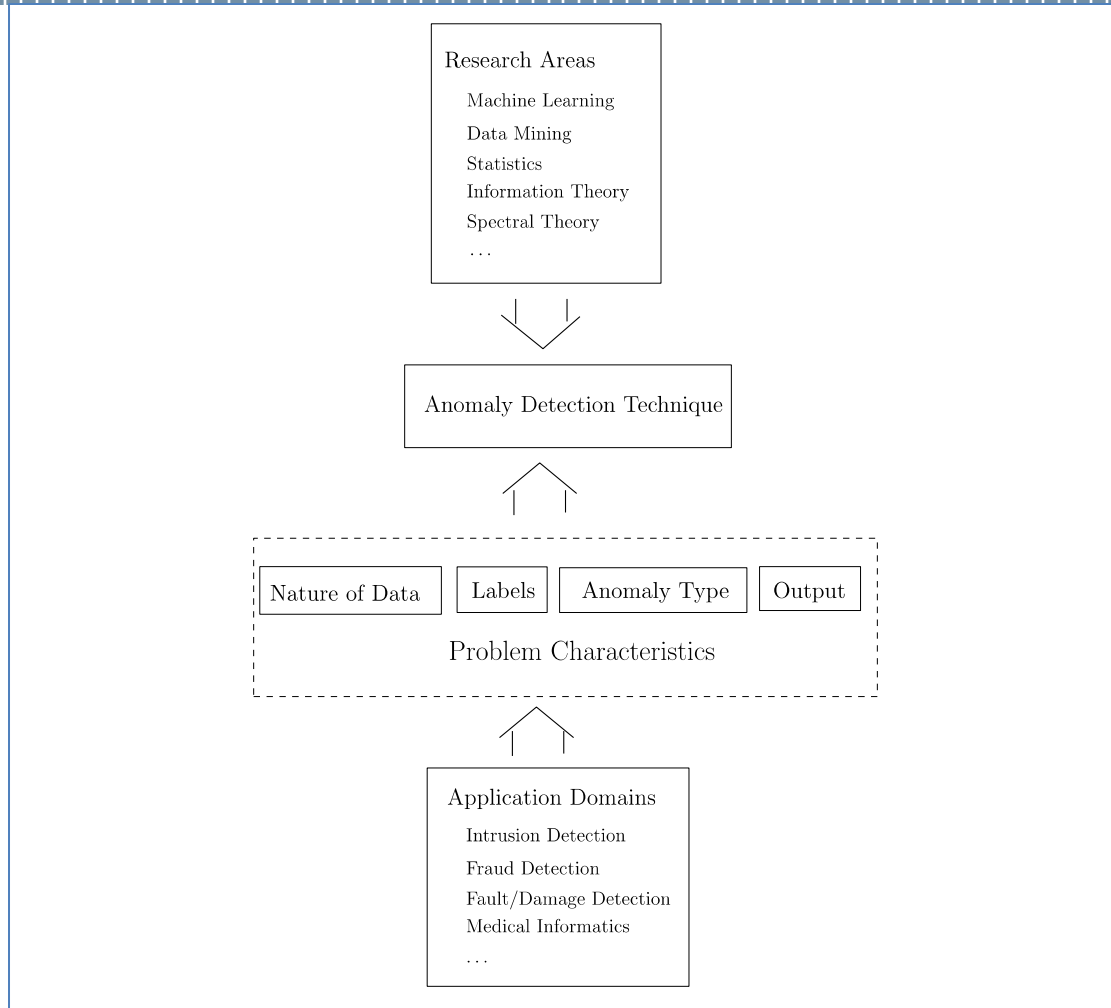 Research Areas
Machine Learning
Data Mining
Statistics
Information Theory
Spectral Theory
...
Anomaly Detection Technique
Nature of Data Labels Anomaly Type Output
Problem Characteristics
Application Domains
Intrusion Detection
Fraud Detection
Fault/Damage Detection
Medical Informatics
...